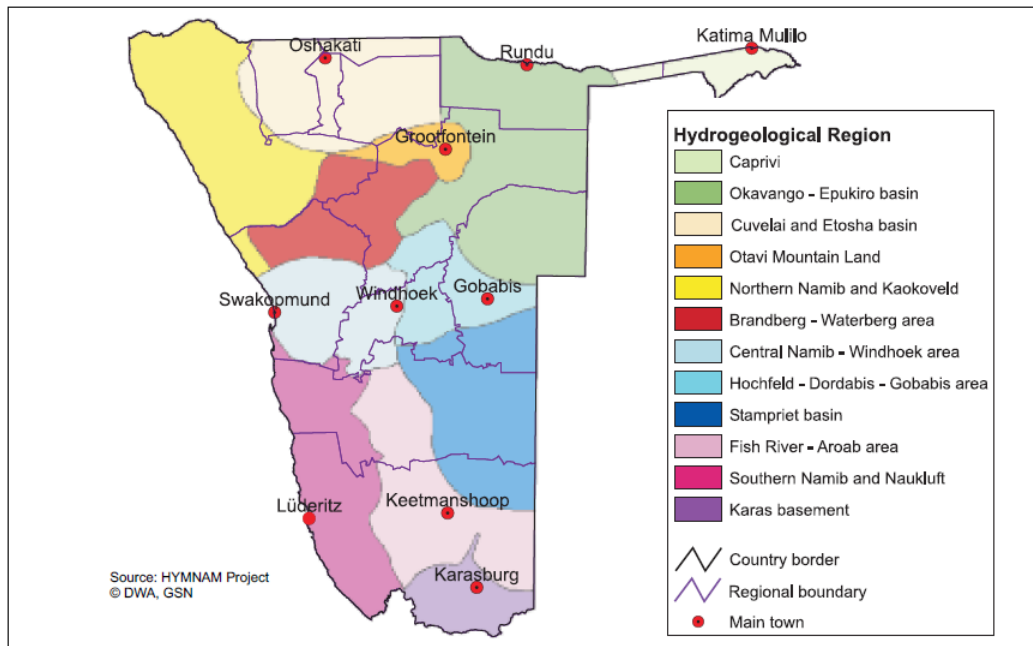 Katima Mulilo
Oshakati
Rundu
Grootfontein
Swakopmund
Windhoek
Gobabis
Lüderitz
Keetmanshoop
Karasburg
Source: HYMNAM Project
© DWA, GSN
Hydrogeological Region
Caprivi
Okavango - Epukiro basin
Cuvelai and Etosha basin
Otavi Mountain Land
Northern Namib and Kaokoveld
Brandberg - Waterberg area
Central Namib - Windhoek area
Hochfeld - Dordabis - Gobabis area
Stampriet basin
Fish River - Aroab area
Southern Namib and Naukluft
Karas basement
Country border
Regional boundary
Main town